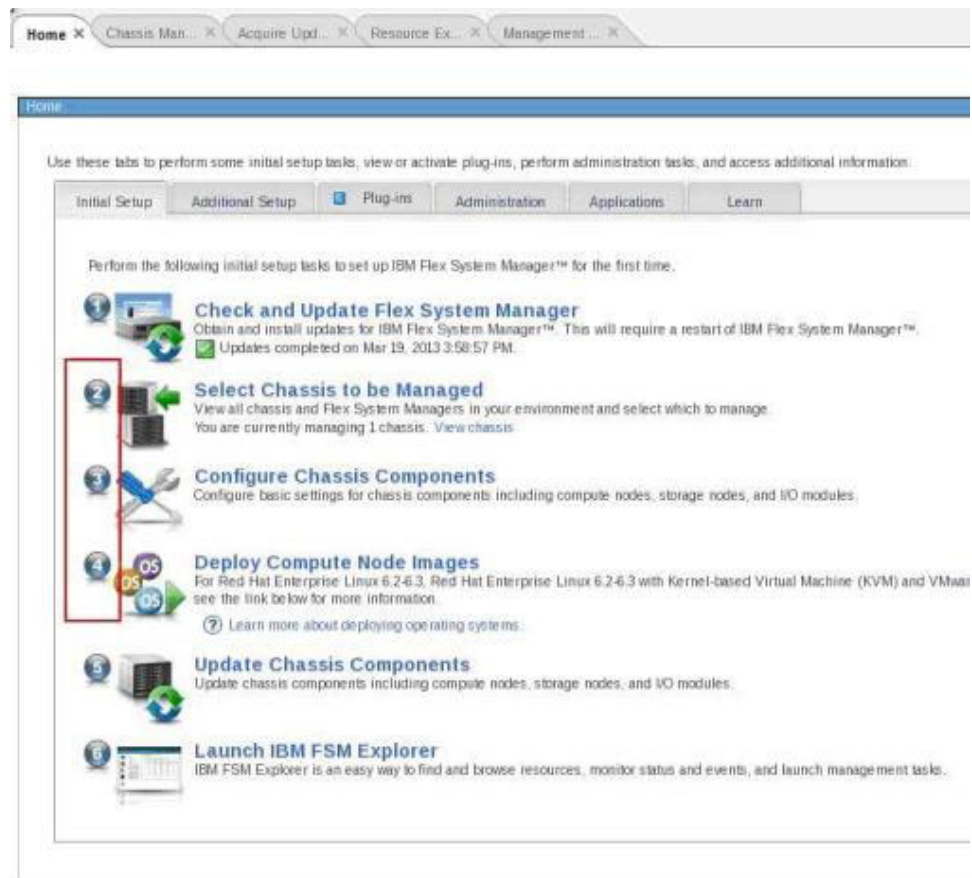 Home × Chassis Man... × Acquire Upd... × Resource Ex... × Management ... ×
Home
Use these tabs to perform some initial setup tasks, view or activate plug-ins, perform administration tasks, and access additional information.
Initial Setup Additional Setup Plug-ins Administration Applications Learn
Perform the following initial setup tasks to set up IBM Flex System Manager™ for the first time.
1 Check and Update Flex System Manager
Obtain and install updates for IBM Flex System Manager™. This will require a restart of IBM Flex System Manager™.
Updates completed on Mar 19, 2013 3:58:57 PM.
2 Select Chassis to be Managed
View all chassis and Flex System Managers in your environment and select which to manage.
You are currently managing 1 chassis. View chassis
3 Configure Chassis Components
Configure basic settings for chassis components including compute nodes, storage nodes, and I/O modules.
4 Deploy Compute Node Images
OS OS OS
For Red Hat Enterprise Linux 6.2-6.3, Red Hat Enterprise Linux 6.2-6.3 with Kernel-based Virtual Machine (KVM) and VMwar
see the link below for more information.
? Learn more about deploying operating systems.
5 Update Chassis Components
Update chassis components including compute nodes, storage nodes, and I/O modules.
6 Launch IBM FSM Explorer
IBM FSM Explorer is an easy way to find and browse resources, monitor status and events, and launch management tasks.